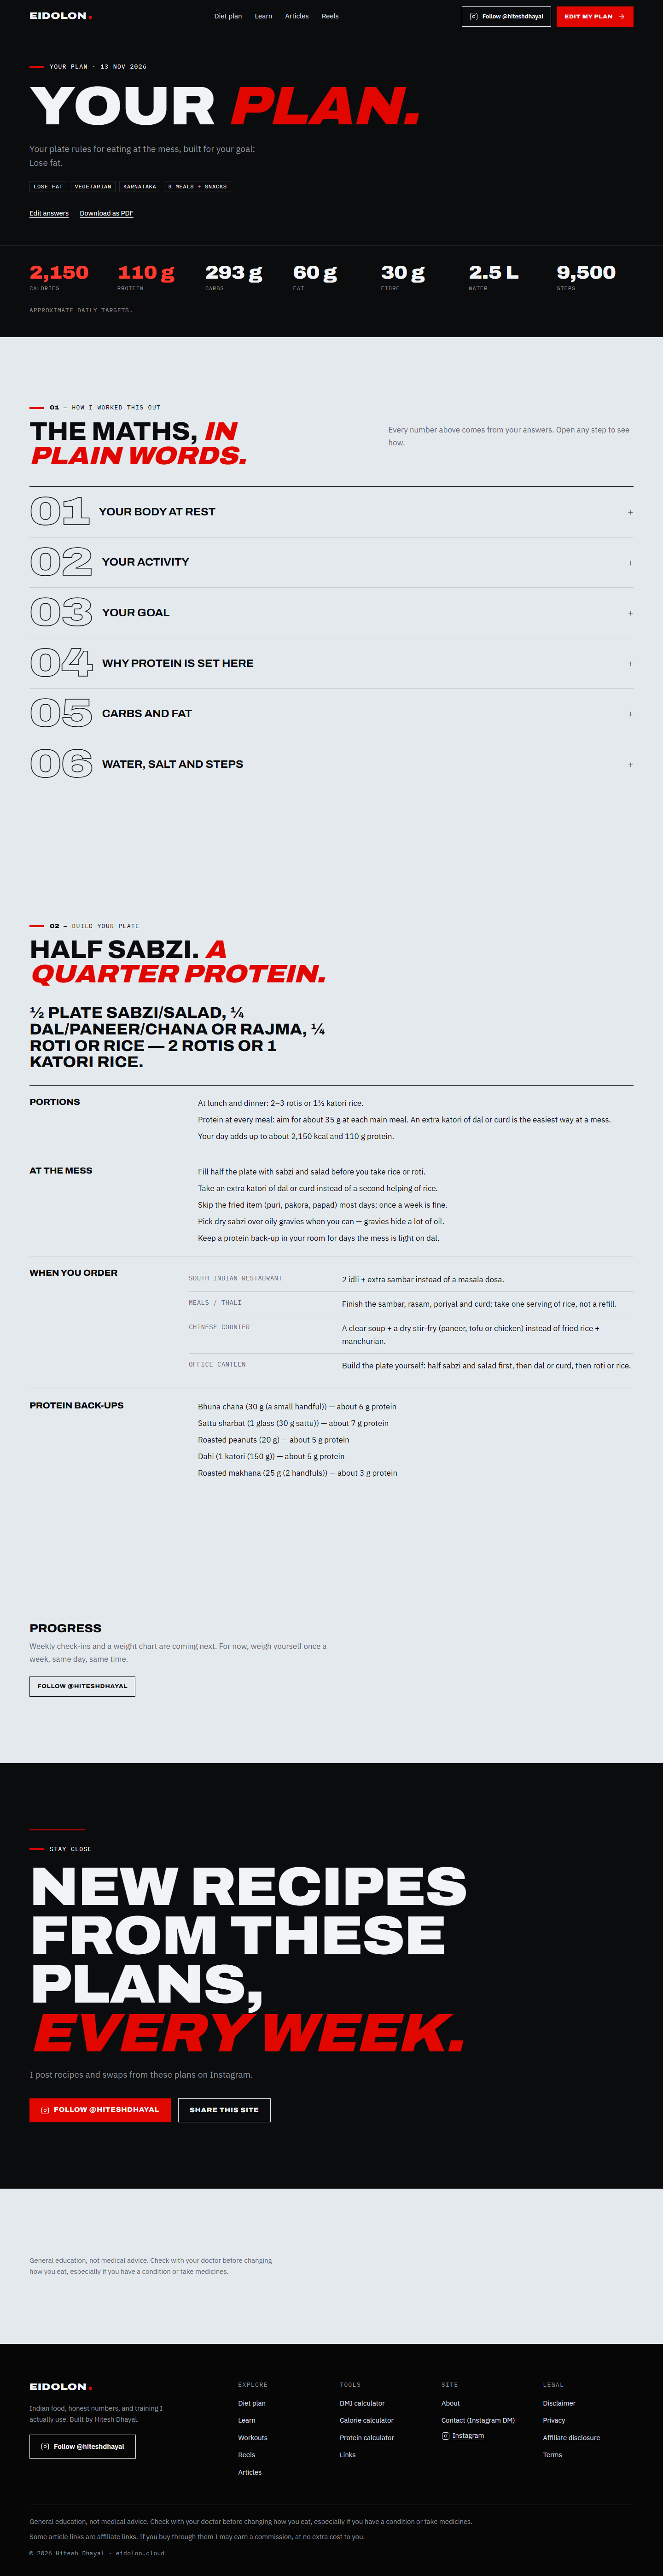 EIDOLON.
Diet plan
Learn
Articles
Reels
Follow @hiteshdhayal
EDIT MY PLAN →
YOUR PLAN · 13 NOV 2026
YOUR PLAN.
Your plate rules for eating at the mess, built for your goal:
Lose fat.
LOSE FAT
VEGETARIAN
KARNATAKA
3 MEALS + SNACKS
Edit answers
Download as PDF
2,150
CALORIES
110 g
PROTEIN
293 g
CARBS
60 g
FAT
30 g
FIBRE
2.5 L
WATER
9,500
STEPS
APPROXIMATE DAILY TARGETS.
01 — HOW I WORKED THIS OUT
THE MATHS, IN
PLAIN WORDS.
Every number above comes from your answers. Open any step to see
how.
01 YOUR BODY AT REST +
02 YOUR ACTIVITY +
03 YOUR GOAL +
04 WHY PROTEIN IS SET HERE +
05 CARBS AND FAT +
06 WATER, SALT AND STEPS +
02 — BUILD YOUR PLATE
HALF SABZI. A
QUARTER PROTEIN.
½ PLATE SABZI/SALAD, ¼
DAL/PANEER/CHANA OR RAJMA, ¼
ROTI OR RICE — 2 ROTIS OR 1
KATORI RICE.
PORTIONS
At lunch and dinner: 2–3 rotis or 1½ katori rice.
Protein at every meal: aim for about 35 g at each main meal. An extra katori of dal or curd is the easiest way at a mess.
Your day adds up to about 2,150 kcal and 110 g protein.
AT THE MESS
Fill half the plate with sabzi and salad before you take rice or roti.
Take an extra katori of dal or curd instead of a second helping of rice.
Skip the fried item (puri, pakora, papad) most days; once a week is fine.
Pick dry sabzi over oily gravies when you can — gravies hide a lot of oil.
Keep a protein back-up in your room for days the mess is light on dal.
WHEN YOU ORDER
SOUTH INDIAN RESTAURANT
2 idli + extra sambar instead of a masala dosa.
MEALS / THALI
Finish the sambar, rasam, poriyal and curd; take one serving of rice, not a refill.
CHINESE COUNTER
A clear soup + a dry stir-fry (paneer, tofu or chicken) instead of fried rice +
manchurian.
OFFICE CANTEEN
Build the plate yourself: half sabzi and salad first, then dal or curd, then roti or rice.
PROTEIN BACK-UPS
Bhuna chana (30 g (a small handful)) — about 6 g protein
Sattu sharbat (1 glass (30 g sattu)) — about 7 g protein
Roasted peanuts (20 g) — about 5 g protein
Dahi (1 katori (150 g)) — about 5 g protein
Roasted makhana (25 g (2 handfuls)) — about 3 g protein
PROGRESS
Weekly check-ins and a weight chart are coming next. For now, weigh yourself once a
week, same day, same time.
FOLLOW @HITESHDHAYAL
STAY CLOSE
NEW RECIPES
FROM THESE
PLANS,
EVERY WEEK.
I post recipes and swaps from these plans on Instagram.
FOLLOW @HITESHDHAYAL
SHARE THIS SITE
General education, not medical advice. Check with your doctor before changing
how you eat, especially if you have a condition or take medicines.
EIDOLON.
Indian food, honest numbers, and training I
actually use. Built by Hitesh Dhayal.
Follow @hiteshdhayal
EXPLORE
Diet plan
Learn
Workouts
Reels
Articles
TOOLS
BMI calculator
Calorie calculator
Protein calculator
Links
SITE
About
Contact (Instagram DM)
Instagram
LEGAL
Disclaimer
Privacy
Affiliate disclosure
Terms
General education, not medical advice. Check with your doctor before changing how you eat, especially if you have a condition or take medicines.
Some article links are affiliate links. If you buy through them I may earn a commission, at no extra cost to you.
© 2026 Hitesh Dhayal · eidolon.cloud